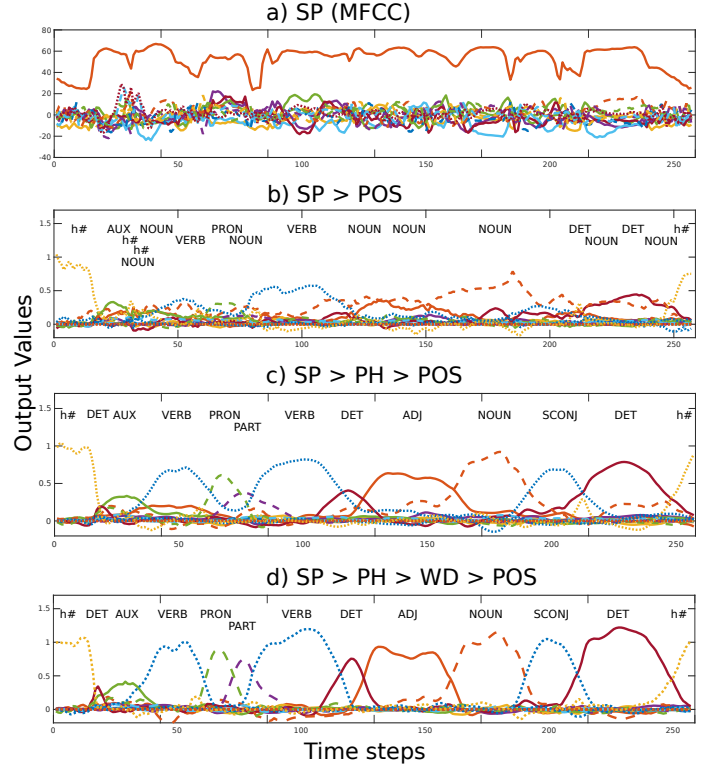 a) SP (MFCC)
80
60
40
20
0
-20
-40
0 50 100 150 200 250
b) SP > POS
1.5
1
0.5
0
h# AUX NOUN PRON VERB NOUN NOUN NOUN DET DET h#
h# VERB NOUN NOUN NOUN
h#
NOUN
0 50 100 150 200 250
c) SP > PH > POS
1.5
1
0.5
0
h# DET AUX VERB PRON VERB DET ADJ NOUN SCONJ DET h#
PART
0 50 100 150 200 250
d) SP > PH > WD > POS
1.5
1
0.5
0
h# DET AUX VERB PRON VERB DET ADJ NOUN SCONJ DET h#
PART
0 50 100 150 200 250
Output Values
Time steps